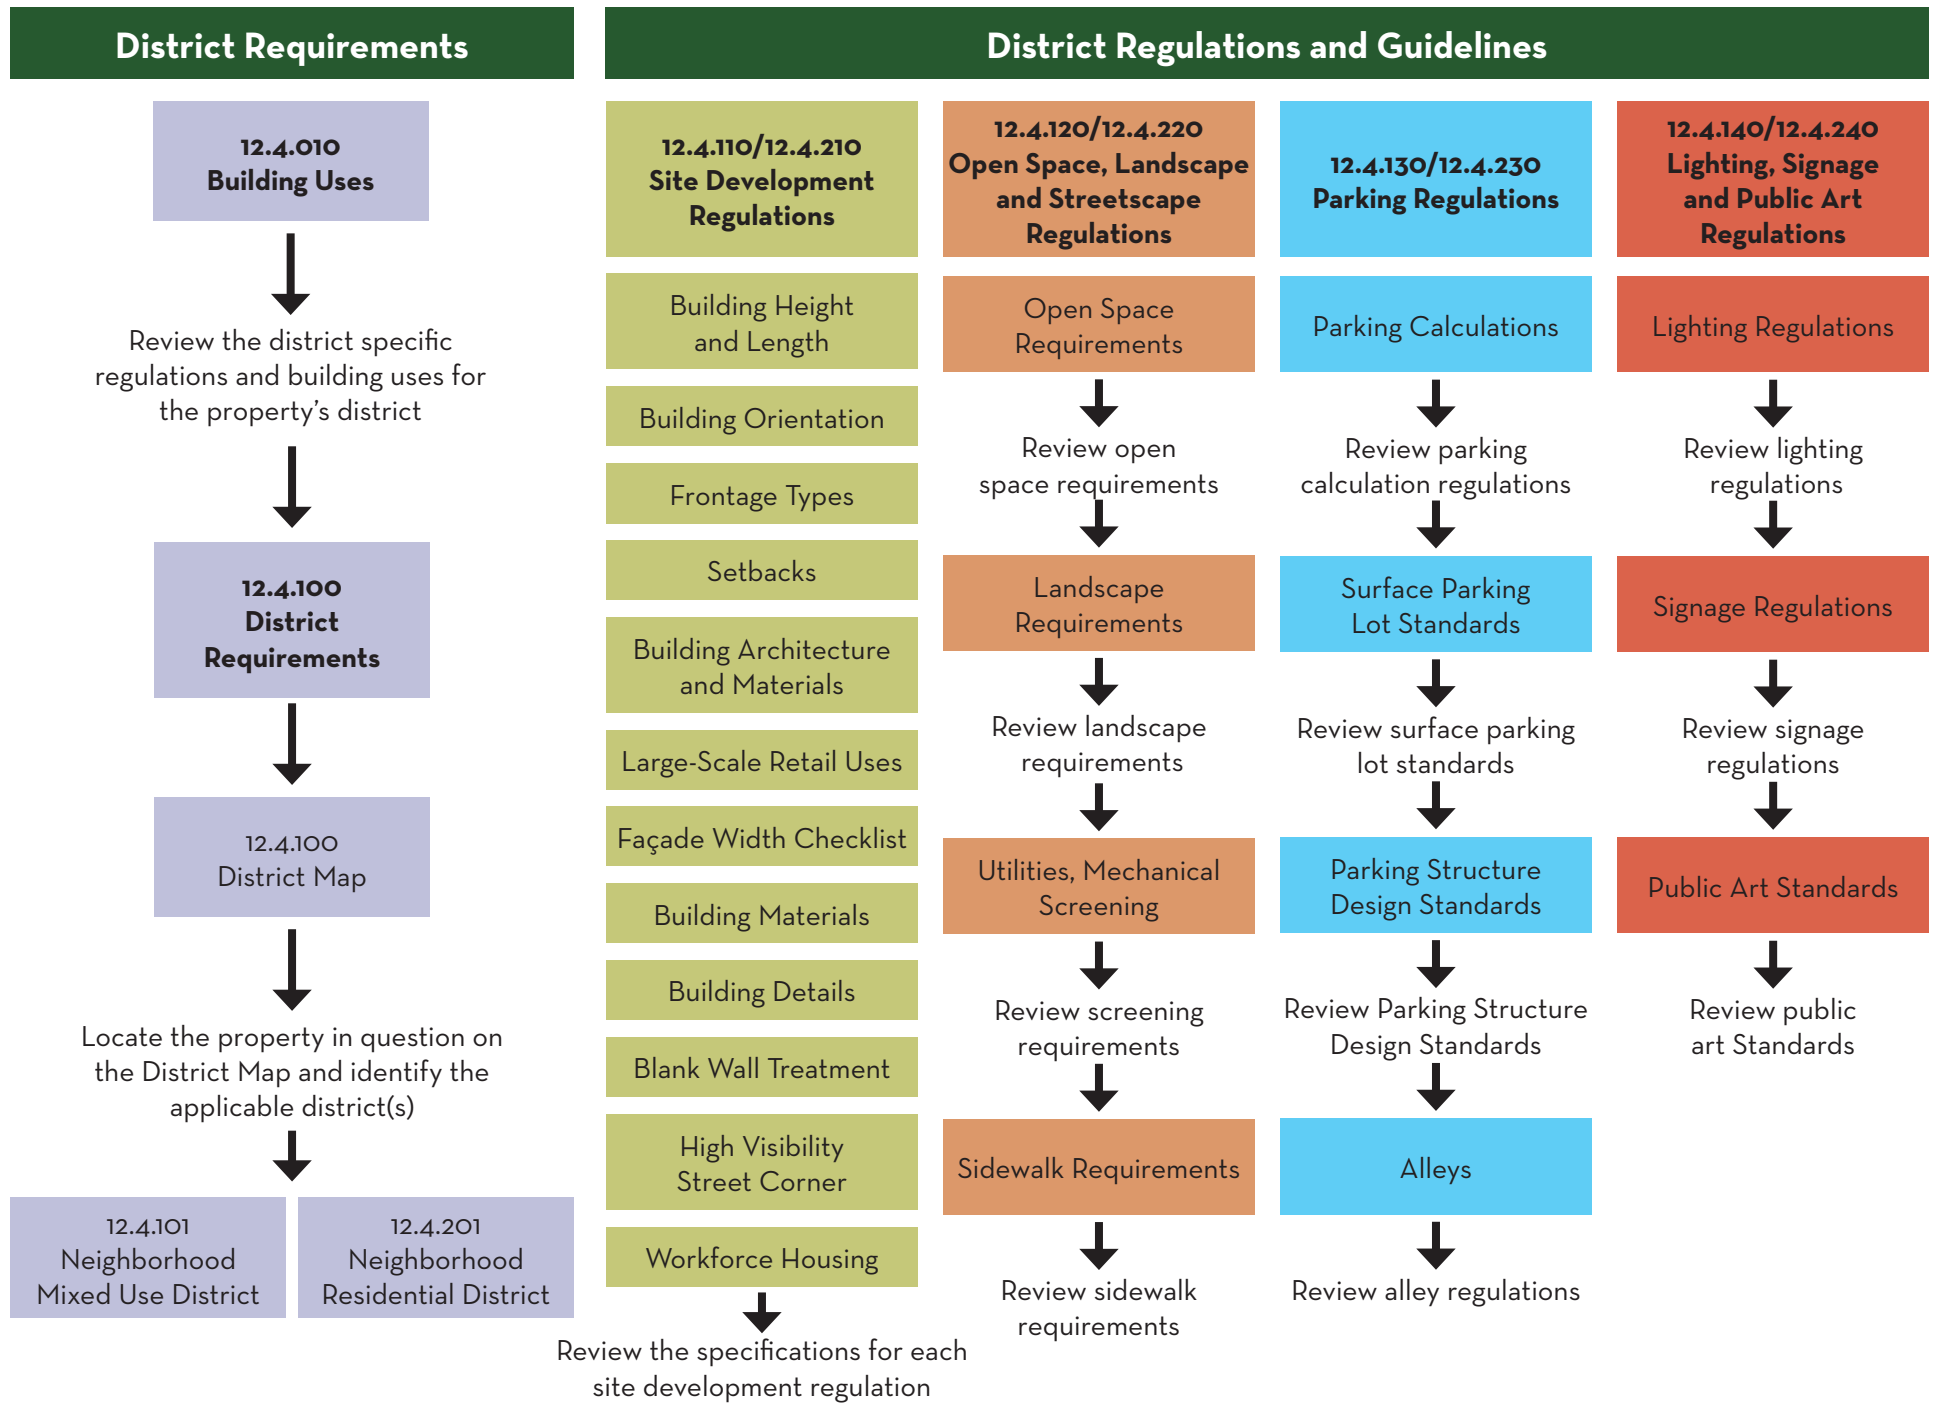 District Requirements
12.4.010
Building Uses
Review the district specific
regulations and building uses for
the property's district
12.4.100
District
Requirements
12.4.100
District Map
Locate the property in question on
the District Map and identify the
applicable district(s)
12.4.101
Neighborhood
Mixed Use District
12.4.201
Neighborhood
Residential District
District Regulations and Guidelines
12.4.110/12.4.210
Site Development
Regulations
Building Height
and Length
Building Orientation
Frontage Types
Setbacks
Building Architecture
and Materials
Large-Scale Retail Uses
Façade Width Checklist
Building Materials
Building Details
Blank Wall Treatment
High Visibility
Street Corner
Workforce Housing
Review the specifications for each
site development regulation
12.4.120/12.4.220
Open Space, Landscape
and Streetscape
Regulations
Open Space
Requirements
Review open
space requirements
Landscape
Requirements
Review landscape
requirements
Utilities, Mechanical
Screening
Review screening
requirements
Sidewalk Requirements
Review sidewalk
requirements
12.4.130/12.4.230
Parking Regulations
Parking Calculations
Review parking
calculation regulations
Surface Parking
Lot Standards
Review surface parking
lot standards
Parking Structure
Design Standards
Review Parking Structure
Design Standards
Alleys
Review alley regulations
12.4.140/12.4.240
Lighting, Signage
and Public Art
Regulations
Lighting Regulations
Review lighting
regulations
Signage Regulations
Review signage
regulations
Public Art Standards
Review public
art Standards